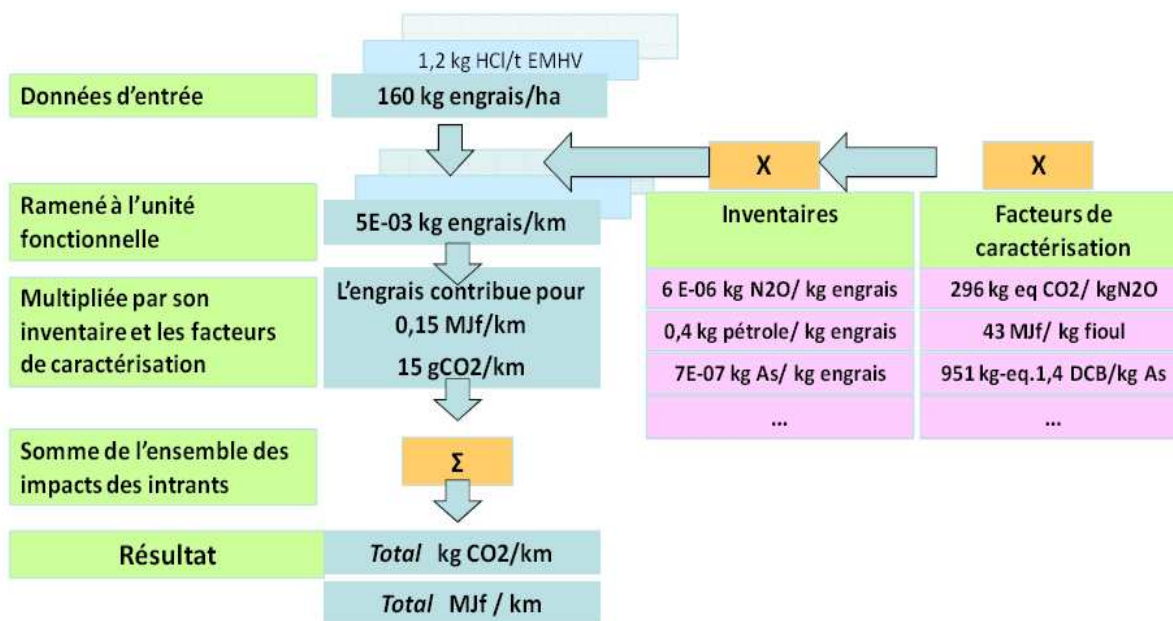 1,2 kg HCl/t EMHV
Données d'entrée
160 kg engrais/ha
X
X
Ramené à l'unité
fonctionnelle
5E-03 kg engrais/km
Inventaires
Facteurs de
caractérisation
Multipliée par son
inventaire et les facteurs
de caractérisation
L'engrais contribue pour
0,15 MJf/km
15 gCO2/km
6 E-06 kg N2O/ kg engrais
296 kg eq CO2/ kgN2O
0,4 kg pétrole/ kg engrais
43 MJf/ kg fioul
7E-07 kg As/ kg engrais
951 kg-eq.1,4 DCB/kg As
...
...
Somme de l'ensemble des
impacts des intrants
Σ
Résultat
Total kg CO2/km
Total MJf / km